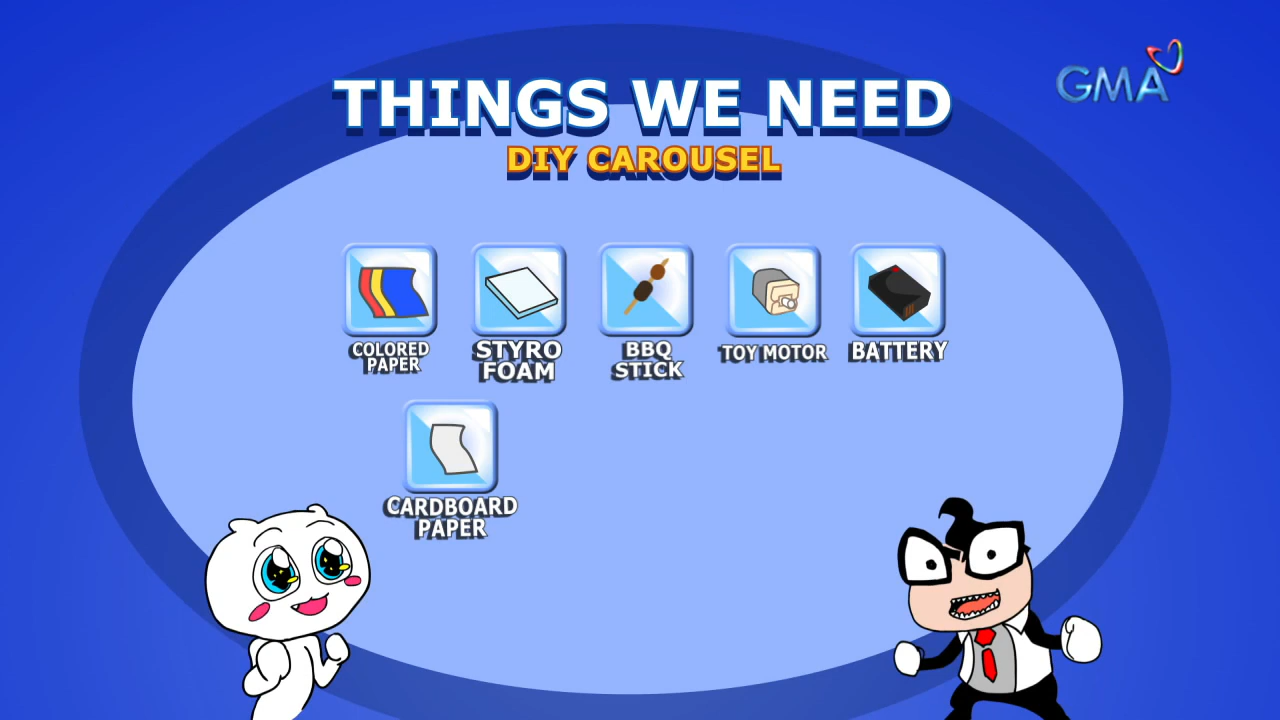 GMA
THINGS WE NEED
DIY CAROUSEL
COLORED
PAPER
STYRO
FOAM
BBQ
STICK
TOY MOTOR
BATTERY
CARDBOARD
PAPER